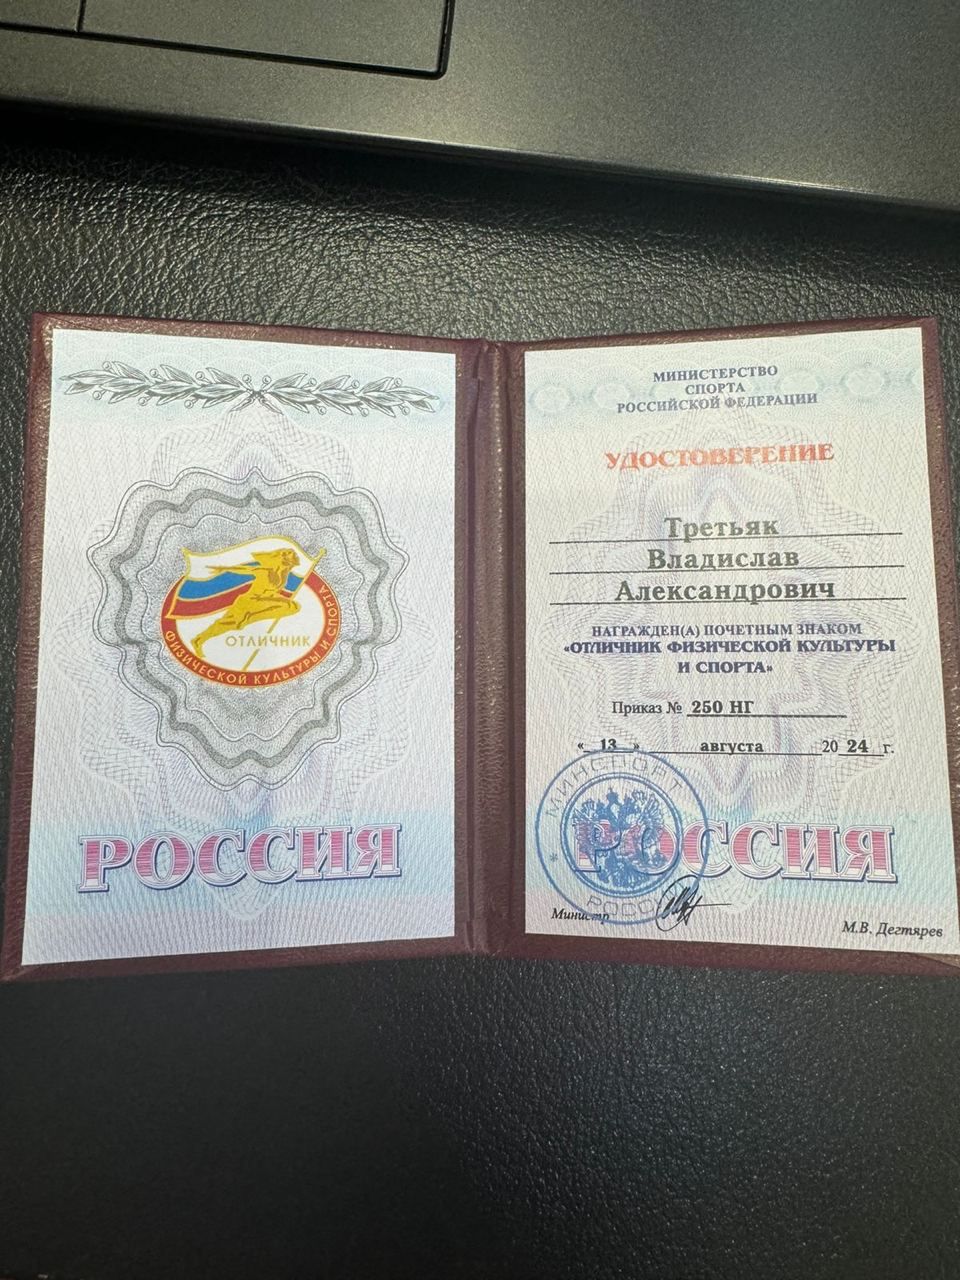 ОТЛИЧНИК
ФИЗИЧЕСКОЙ КУЛЬТУРЫ И СПОРТА
РОССИЯ
МИНИСТЕРСТВО
СПОРТА
РОССИЙСКОЙ ФЕДЕРАЦИИ
УДОСТОВЕРЕНИЕ
Третьяк
Владислав
Александрович
НАГРАЖДЕН(А) ПОЧЕТНЫМ ЗНАКОМ
«ОТЛИЧНИК ФИЗИЧЕСКОЙ КУЛЬТУРЫ
И СПОРТА»
Приказ № 250 НГ
« 13 » августа 20 24 г.
МИНСПОРТ
РОССИЯ
РОССИИ
Министр
М.В. Дегтярев